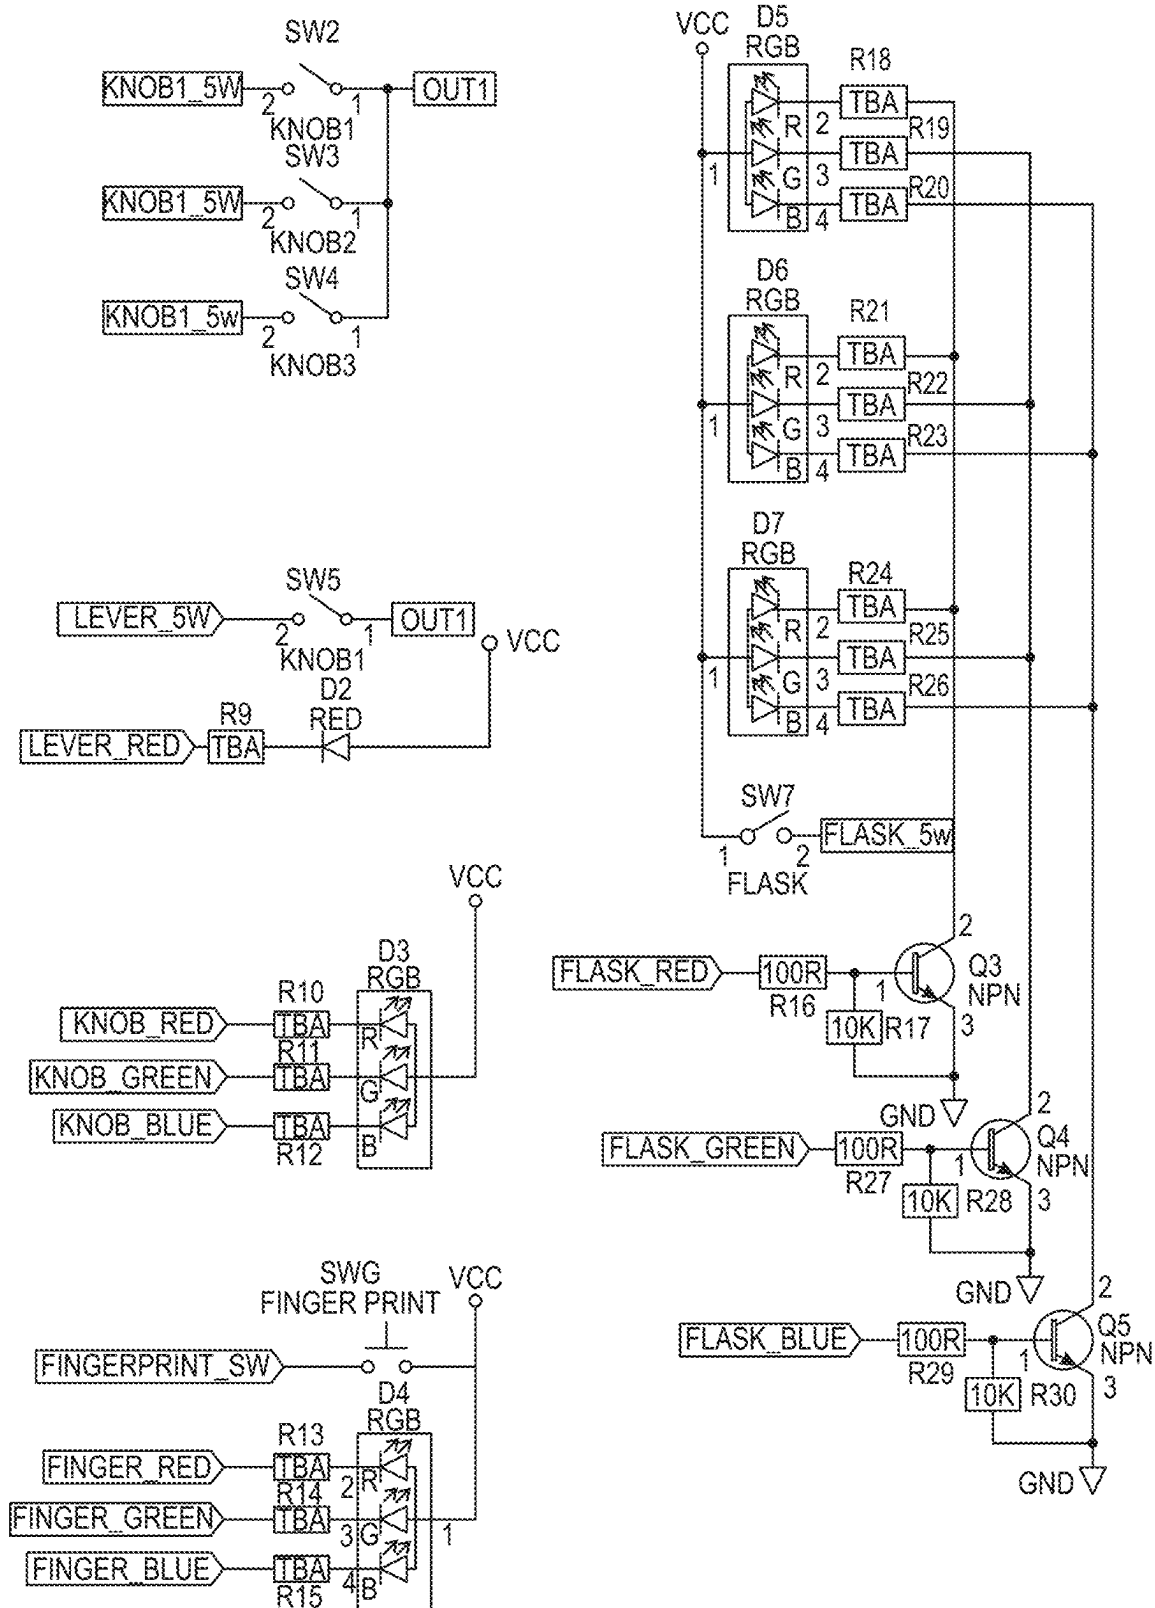 SW2
KNOB1_5W
2
1
OUT1
KNOB1
SW3
KNOB1_5W
2
1
KNOB2
SW4
KNOB1_5w
2
1
KNOB3
SW5
LEVER_5W
2
1
OUT1
VCC
KNOB1
D2
RED
R9
LEVER_RED
TBA
VCC
D3
RGB
R10
KNOB_RED
TBA
R
R11
KNOB_GREEN
TBA
G
KNOB_BLUE
TBA
B
R12
SWG
FINGER PRINT
VCC
FINGERPRINT_SW
D4
RGB
R13
FINGER_RED
TBA
2
R
R14
FINGER_GREEN
TBA
3
G
1
FINGER_BLUE
TBA
4
B
R15
VCC
D5
RGB
R18
TBA
R
2
R19
TBA
1
G
3
R20
TBA
B
4
D6
RGB
R21
TBA
R
2
R22
TBA
1
G
3
R23
TBA
B
4
D7
RGB
R24
TBA
R
2
R25
TBA
1
G
3
R26
TBA
B
4
SW7
1
2
FLASK_5w
FLASK
2
FLASK_RED
100R
R16
1
Q3
NPN
10K
R17
3
GND
2
FLASK_GREEN
100R
R27
1
Q4
NPN
10K
R28
3
GND
2
FLASK_BLUE
100R
R29
1
Q5
NPN
10K
R30
3
GND